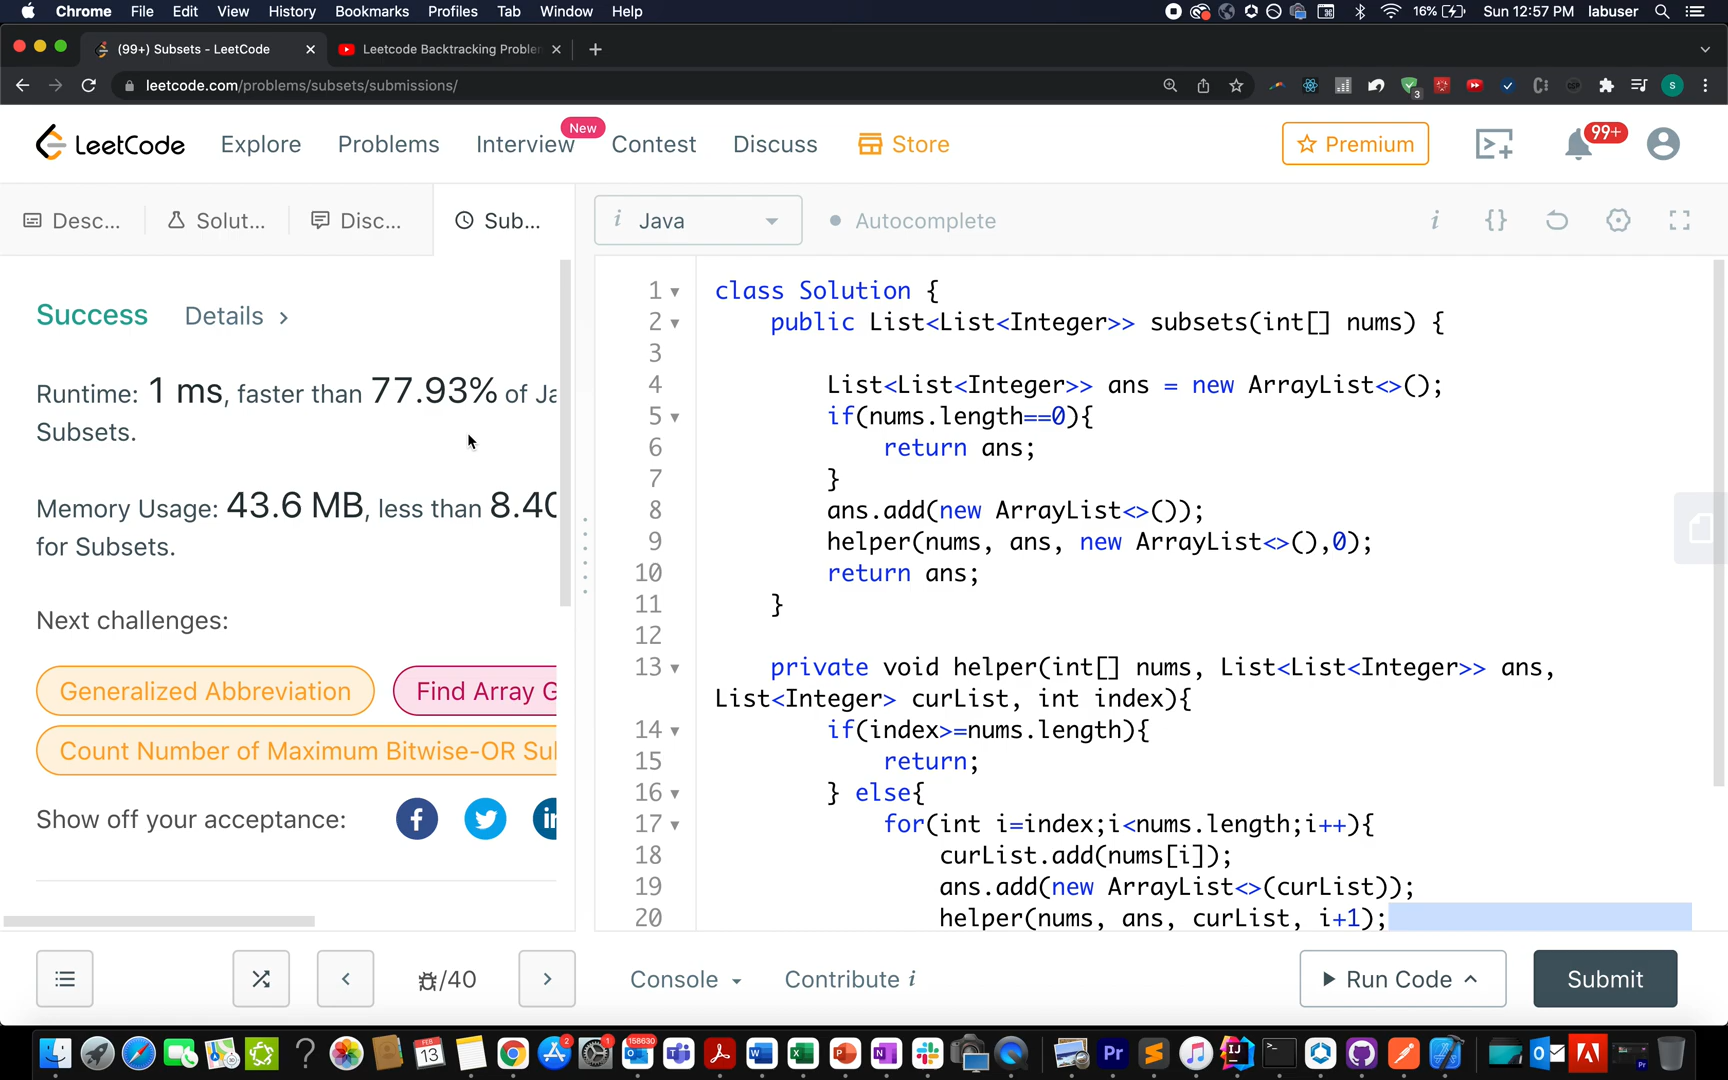 Chrome File Edit View History Bookmarks Profiles Tab Window Help 16% Sun 12:57 PM labuser
(99+) Subsets - LeetCode
Leetcode Backtracking Proble
leetcode.com/problems/subsets/submissions/
3
s
LeetCode Explore Problems Interview New Contest Discuss Store Premium 99+
Desc... Solut... Disc... Sub...
i Java Autocomplete i {}
Success Details >
Runtime: 1 ms, faster than 77.93% of Ja
Subsets.
Memory Usage: 43.6 MB, less than 8.40
for Subsets.
Next challenges:
Generalized Abbreviation Find Array G
Count Number of Maximum Bitwise-OR Su
Show off your acceptance:
1 class Solution {
2 public List<List<Integer>> subsets(int[] nums) {
3
4 List<List<Integer>> ans = new ArrayList<>();
5 if(nums.length==0){
6 return ans;
7 }
8 ans.add(new ArrayList<>());
9 helper(nums, ans, new ArrayList<>(),0);
10 return ans;
11 }
12
13 private void helper(int[] nums, List<List<Integer>> ans,
List<Integer> curList, int index){
14 if(index>=nums.length){
15 return;
16 } else{
17 for(int i=index;i<nums.length;i++){
18 curList.add(nums[i]);
19 ans.add(new ArrayList<>(curList));
20 helper(nums, ans, curList, i+1);
/40
Console Contribute i Run Code Submit
FEB
13
2
1
158630
Pr